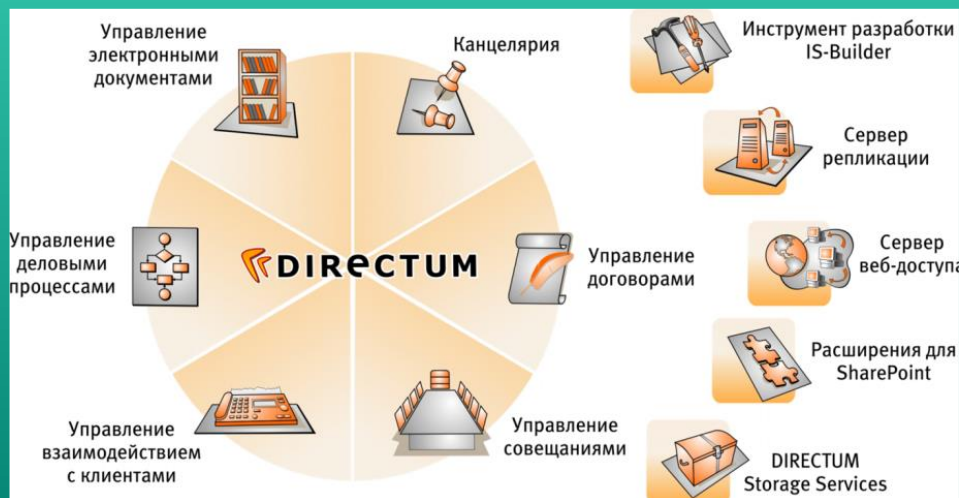 Управление
электронными
документами
Канцелярия
Управление
деловыми
процессами
DIRECTUM
Управление
договорами
Управление
взаимодействием
с клиентами
Управление
совещаниями
Инструмент разработки
IS-Builder
Сервер
репликации
Сервер
веб-доступа
Расширения для
SharePoint
DIRECTUM
Storage Services